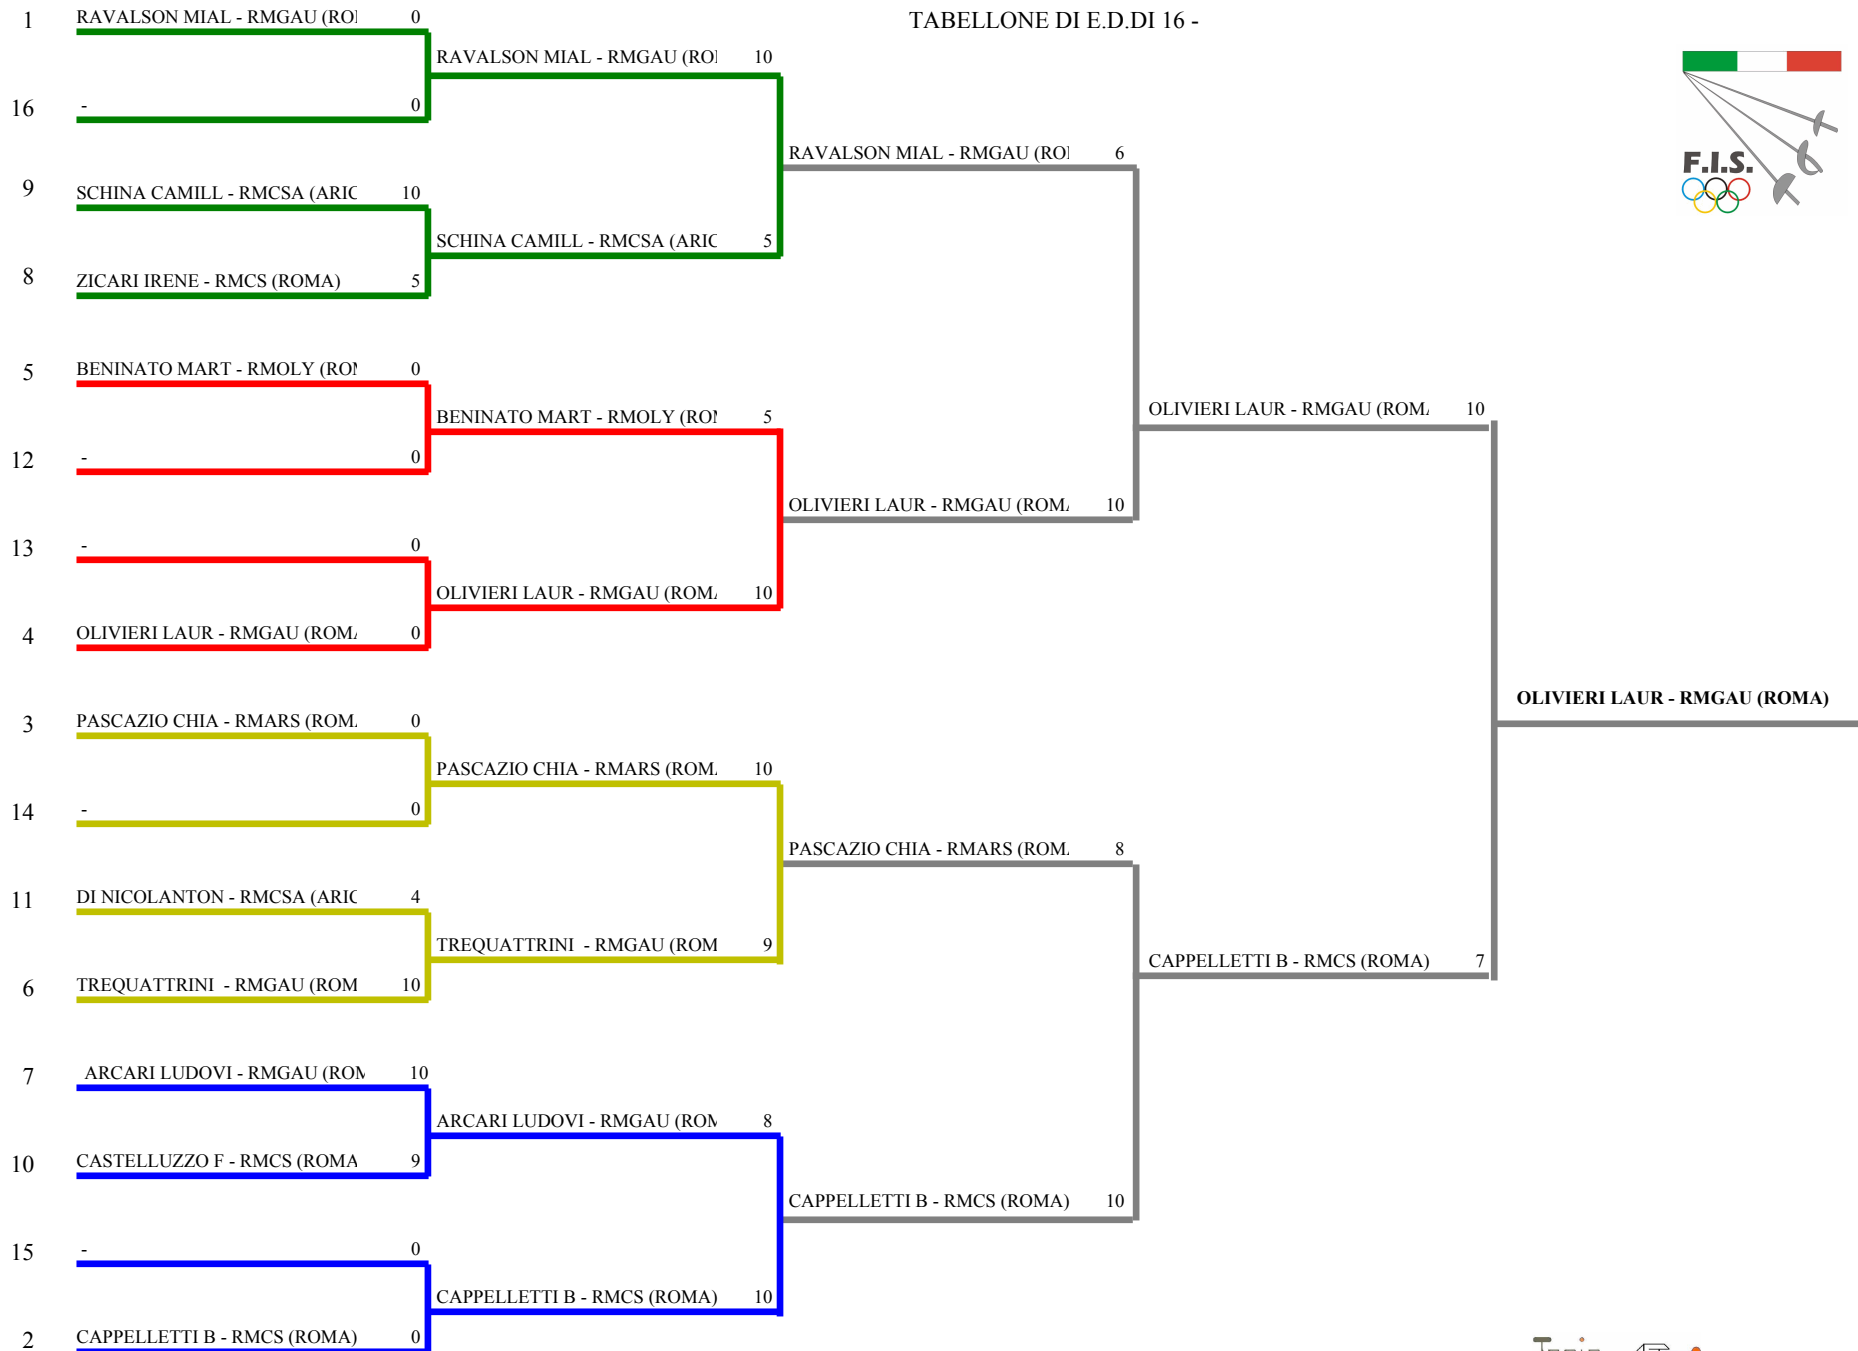 TABELLONE DI E.D.DI 16 -
F.I.S.
1 RAVALSON MIAL - RMGAU (RO 0
RAVALSON MIAL - RMGAU (RO 10
16 - 0
RAVALSON MIAL - RMGAU (RO 6
9 SCHINA CAMILL - RMCSA (ARIC 10
SCHINA CAMILL - RMCSA (ARIC 5
8 ZICARI IRENE - RMCS (ROMA) 5
5 BENINATO MART - RMOLY (RO 0
OLIVIERI LAUR - RMGAU (ROM 10
BENINATO MART - RMOLY (RO 5
12 - 0
OLIVIERI LAUR - RMGAU (ROM 10
13 - 0
OLIVIERI LAUR - RMGAU (ROM 10
4 OLIVIERI LAUR - RMGAU (ROM 0
OLIVIERI LAUR - RMGAU (ROMA)
3 PASCAZIO CHIA - RMARS (ROM 0
PASCAZIO CHIA - RMARS (ROM 10
14 - 0
PASCAZIO CHIA - RMARS (ROM 8
11 DI NICOLANTON - RMCSA (ARIC 4
TREQUATTRINI - RMGAU (ROM 9
CAPPELLETTI B - RMCS (ROMA) 7
6 TREQUATTRINI - RMGAU (ROM 10
7 ARCARI LUDOVI - RMGAU (ROM 10
ARCARI LUDOVI - RMGAU (ROM 8
10 CASTELLUZZO F - RMCS (ROMA 9
CAPPELLETTI B - RMCS (ROMA) 10
15 - 0
CAPPELLETTI B - RMCS (ROMA) 10
2 CAPPELLETTI B - RMCS (ROMA) 0